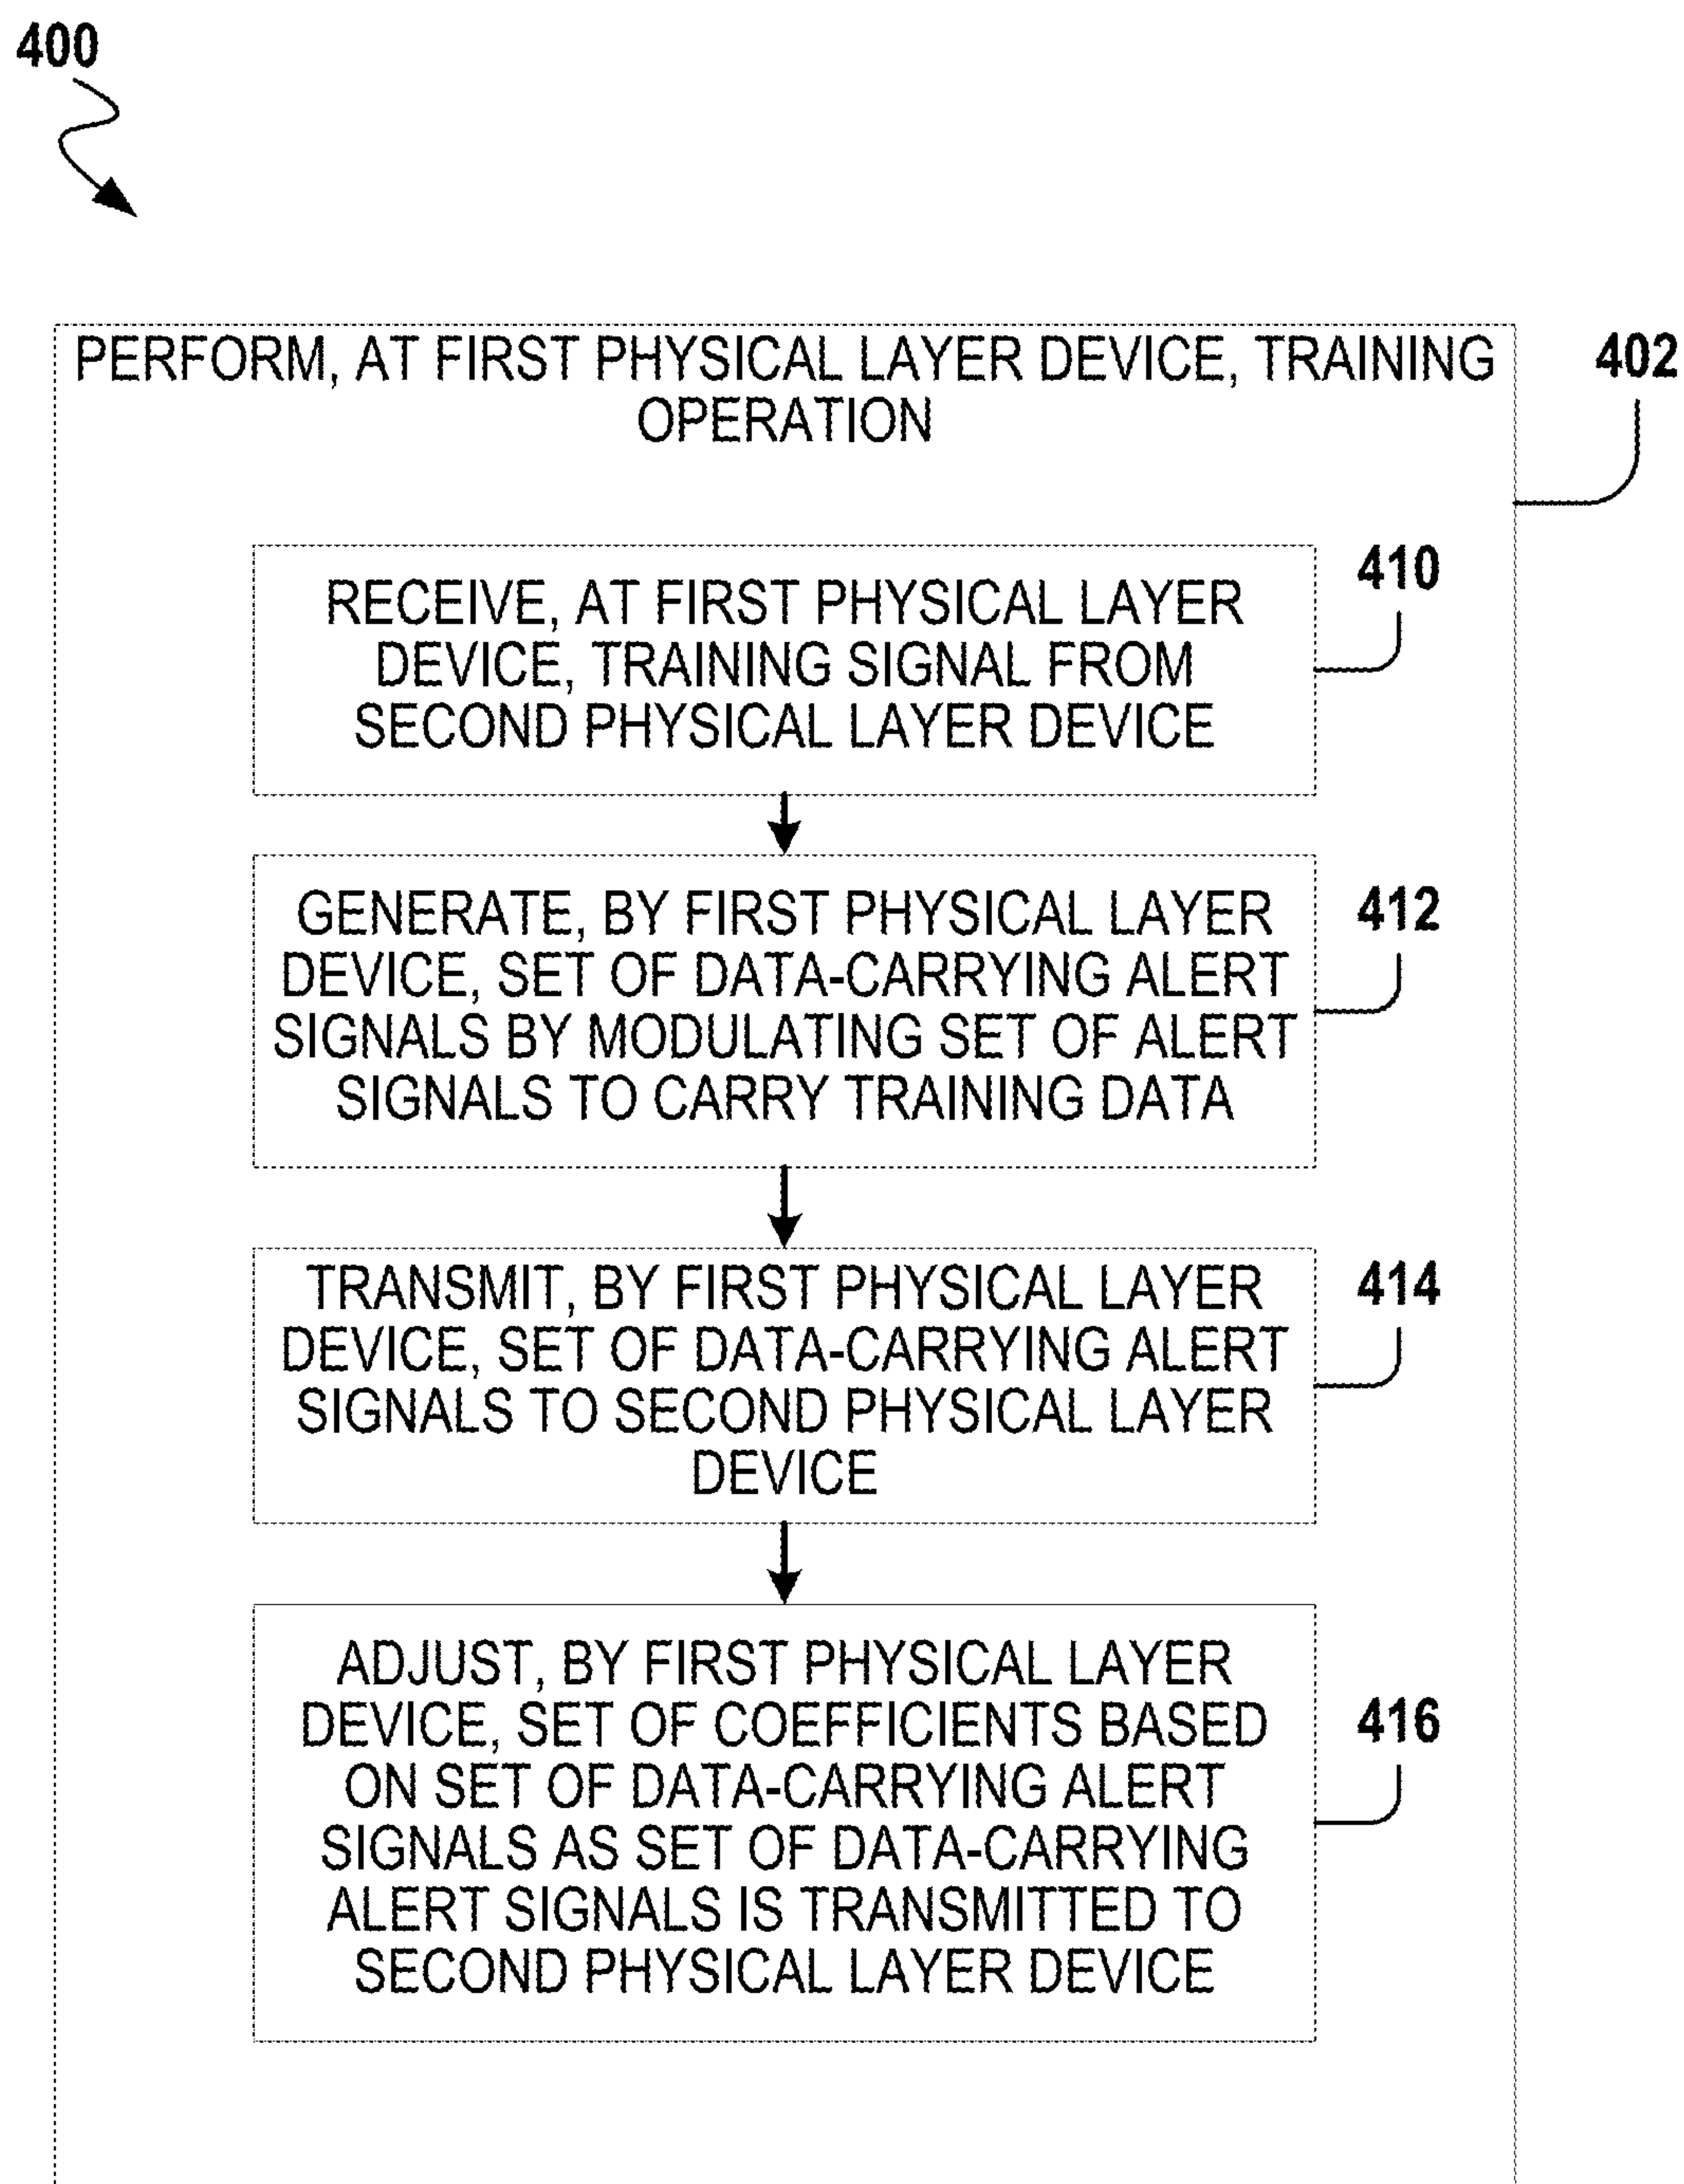 400
PERFORM, AT FIRST PHYSICAL LAYER DEVICE, TRAINING
OPERATION
402
RECEIVE, AT FIRST PHYSICAL LAYER
DEVICE, TRAINING SIGNAL FROM
SECOND PHYSICAL LAYER DEVICE
410
GENERATE, BY FIRST PHYSICAL LAYER
DEVICE, SET OF DATA-CARRYING ALERT
SIGNALS BY MODULATING SET OF ALERT
SIGNALS TO CARRY TRAINING DATA
412
TRANSMIT, BY FIRST PHYSICAL LAYER
DEVICE, SET OF DATA-CARRYING ALERT
SIGNALS TO SECOND PHYSICAL LAYER
DEVICE
414
ADJUST, BY FIRST PHYSICAL LAYER
DEVICE, SET OF COEFFICIENTS BASED
ON SET OF DATA-CARRYING ALERT
SIGNALS AS SET OF DATA-CARRYING
ALERT SIGNALS IS TRANSMITTED TO
SECOND PHYSICAL LAYER DEVICE
416